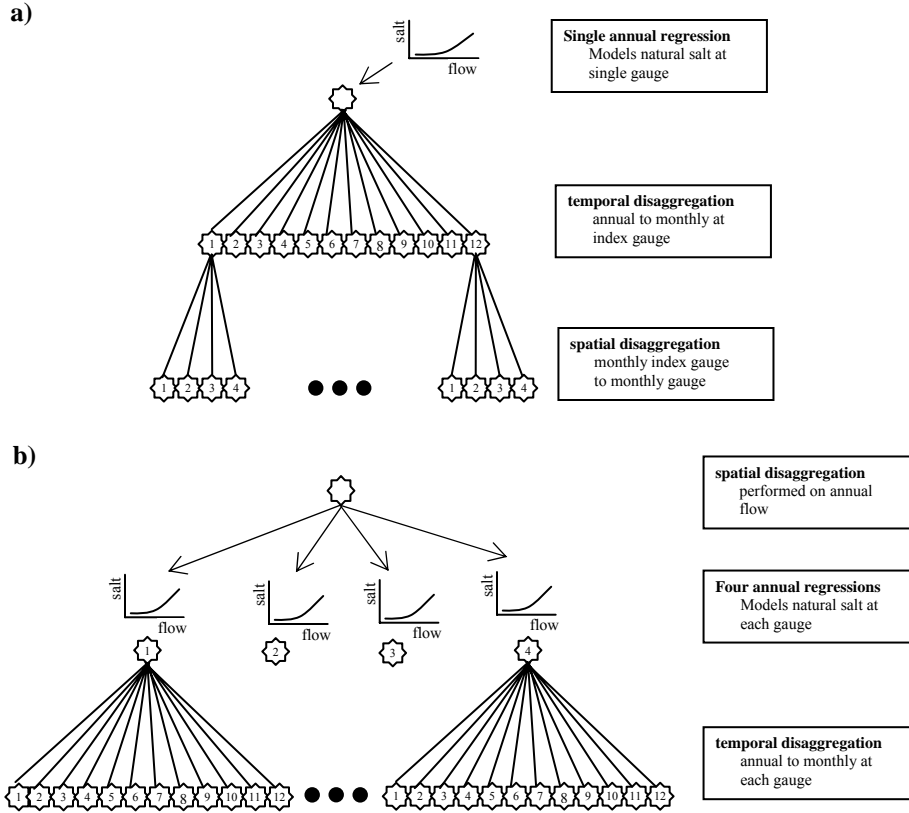 a)
salt
flow
Single annual regression
Models natural salt at
single gauge
1 2 3 4 5 6 7 8 9 10 11 12
temporal disaggregation
annual to monthly at
index gauge
1 2 3 4
1 2 3 4
spatial disaggregation
monthly index gauge
to monthly gauge
b)
spatial disaggregation
performed on annual
flow
salt
flow
salt
flow
salt
flow
salt
flow
Four annual regressions
Models natural salt at
each gauge
1 2 3 4
1 2 3 4 5 6 7 8 9 10 11 12
1 2 3 4 5 6 7 8 9 10 11 12
temporal disaggregation
annual to monthly at
each gauge